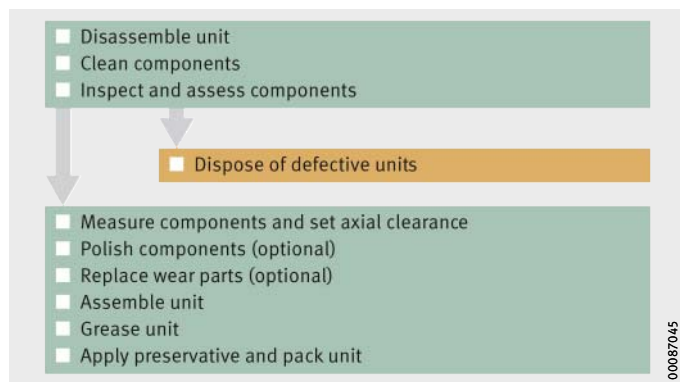 Disassemble unit
Clean components
Inspect and assess components
Dispose of defective units
Measure components and set axial clearance
Polish components (optional)
Replace wear parts (optional)
Assemble unit
Grease unit
Apply preservative and pack unit
00087045